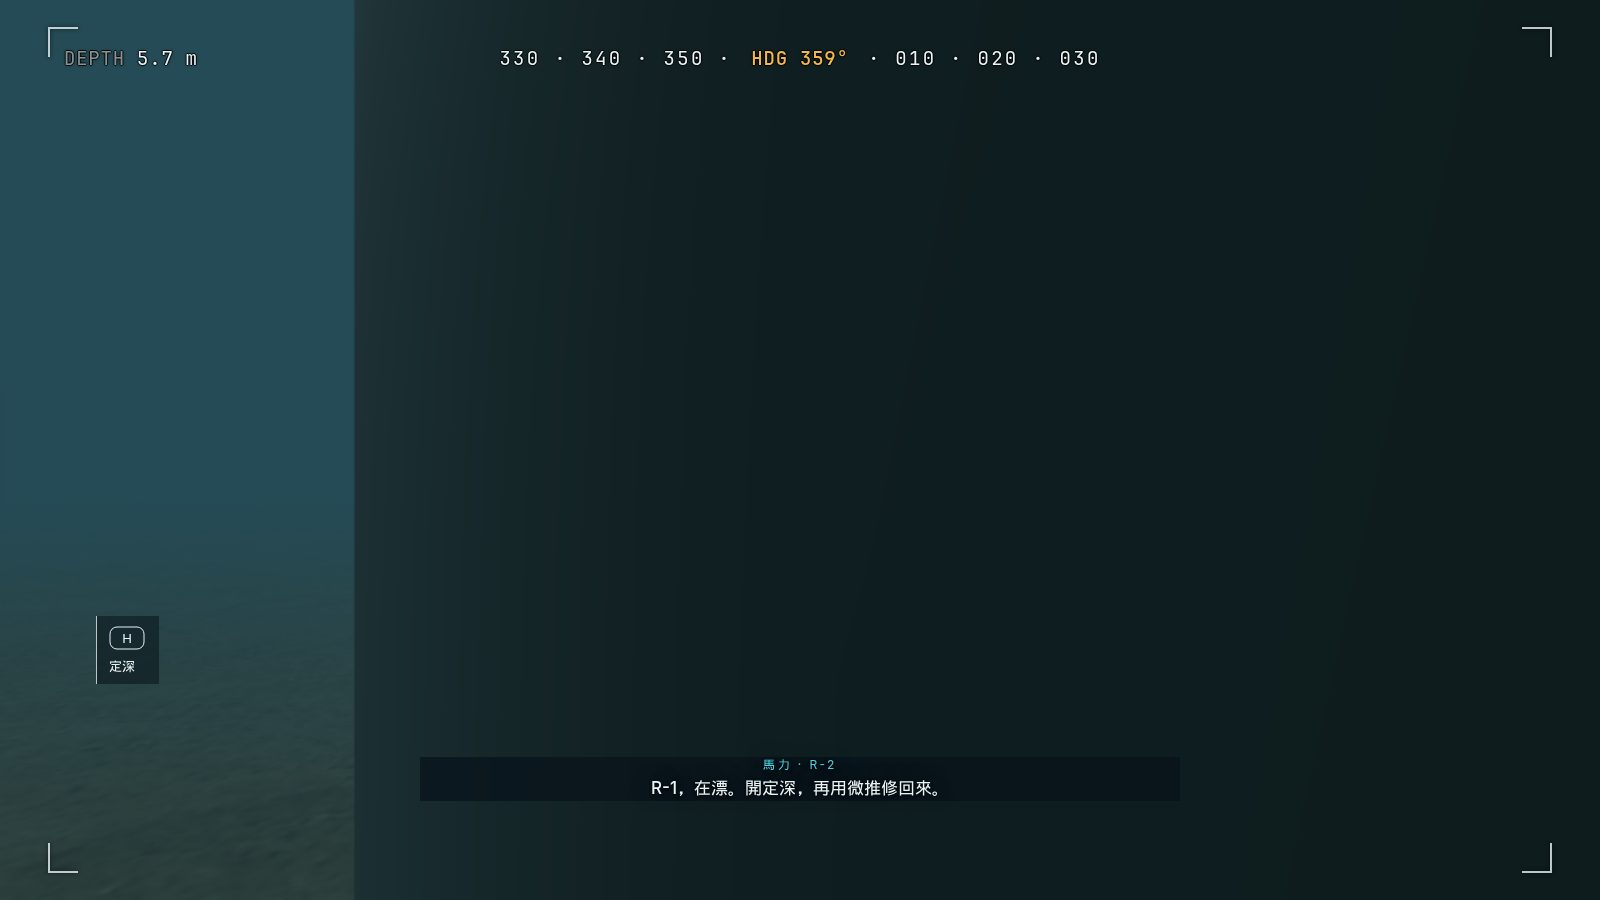 DEPTH 5.7 m
330 · 340 · 350 · HDG 359° · 010 · 020 · 030
H
定深
馬力 · R-2
R-1，在漂。開定深，再用微推修回來。